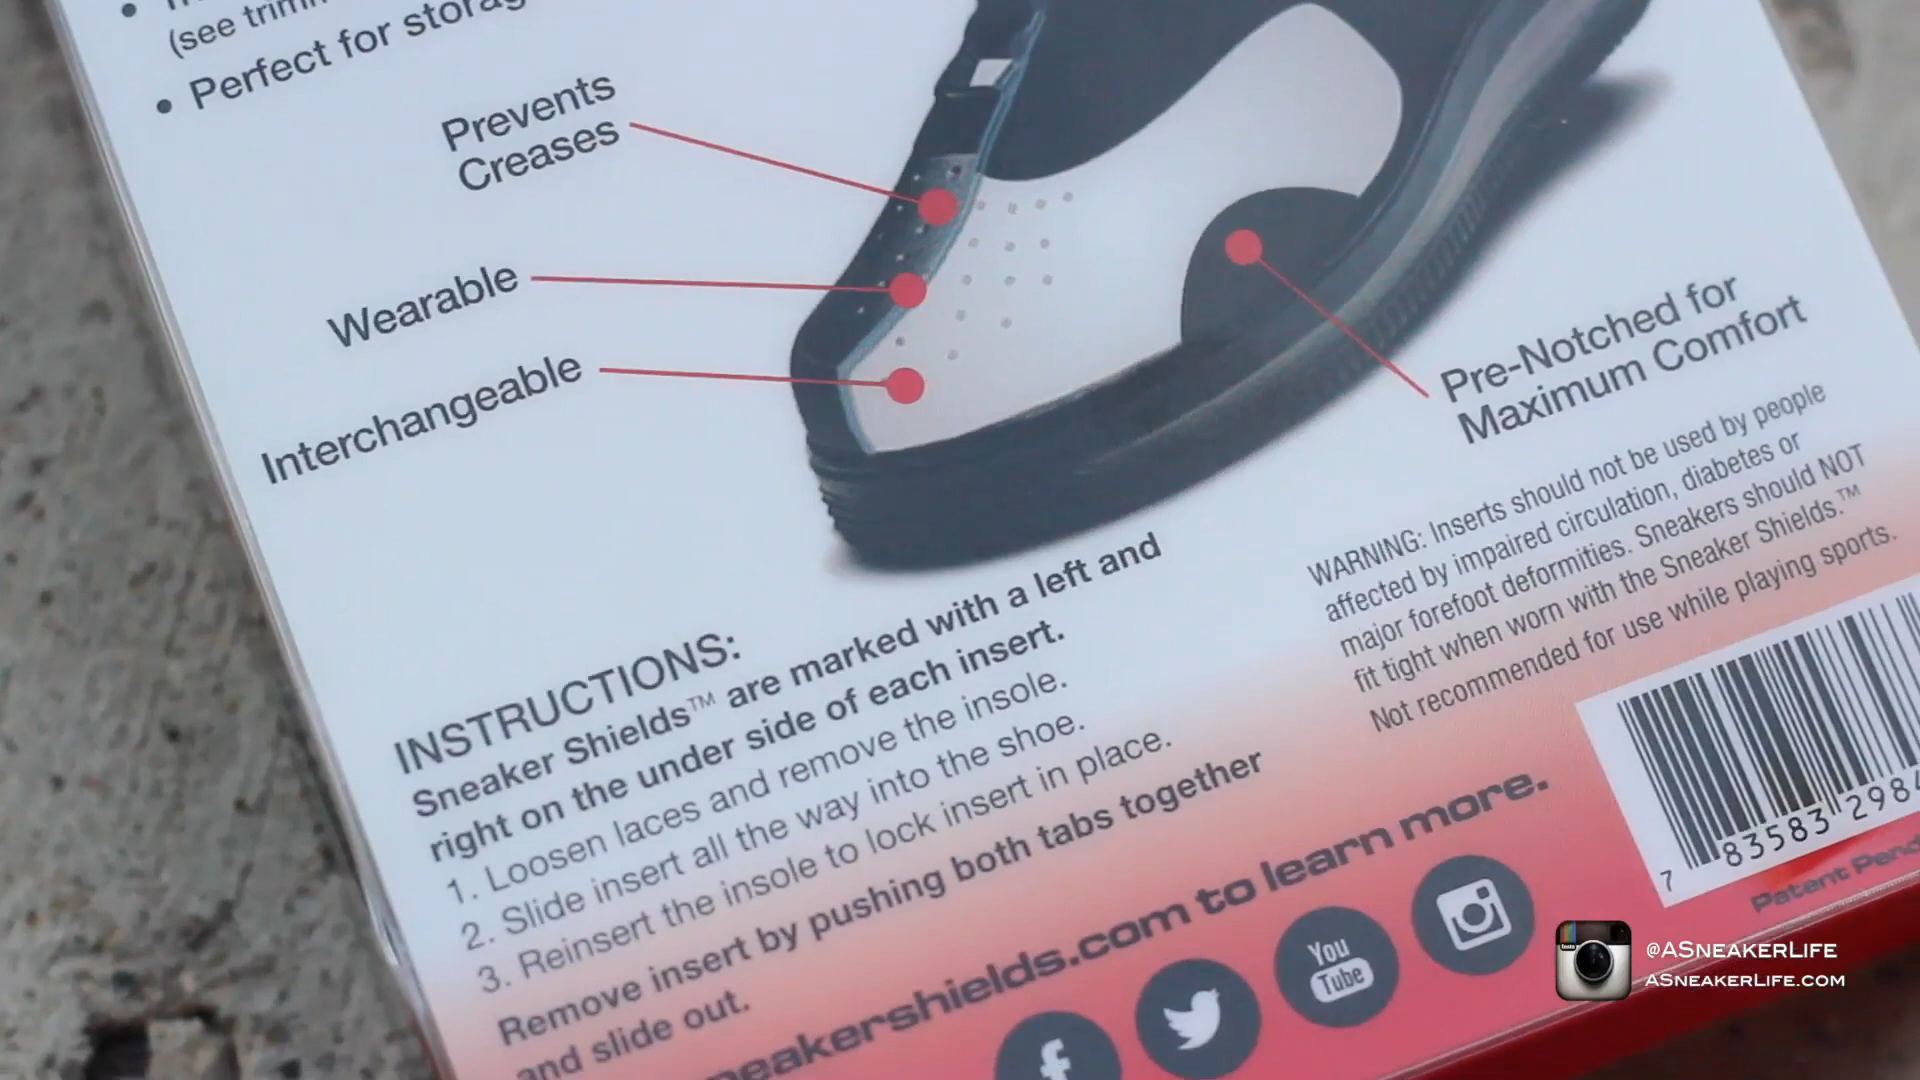 (see
Perfect for
Prevents
Creases
Wearable
Interchangeable
Pre-Notched for
Maximum Comfort
WARNING: Inserts should not be used by people
affected by impaired circulation, diabetes or
major forefoot deformities. Sneakers should NOT
fit tight when worn with the Sneaker Shields.™
Not recommended for use while playing sports.
INSTRUCTIONS:
Sneaker Shields™ are marked with a left and
right on the under side of each insert.
1. Loosen laces and remove the insole.
2. Slide insert all the way into the shoe.
3. Reinsert the insole to lock insert in place.
Remove insert by pushing both tabs together
and slide out.
neakershields.com to learn more.
f
You
Tube
7 83583 2984
Patent Pend
@ASNEAKERLIFE
ASNEAKERLIFE.COM